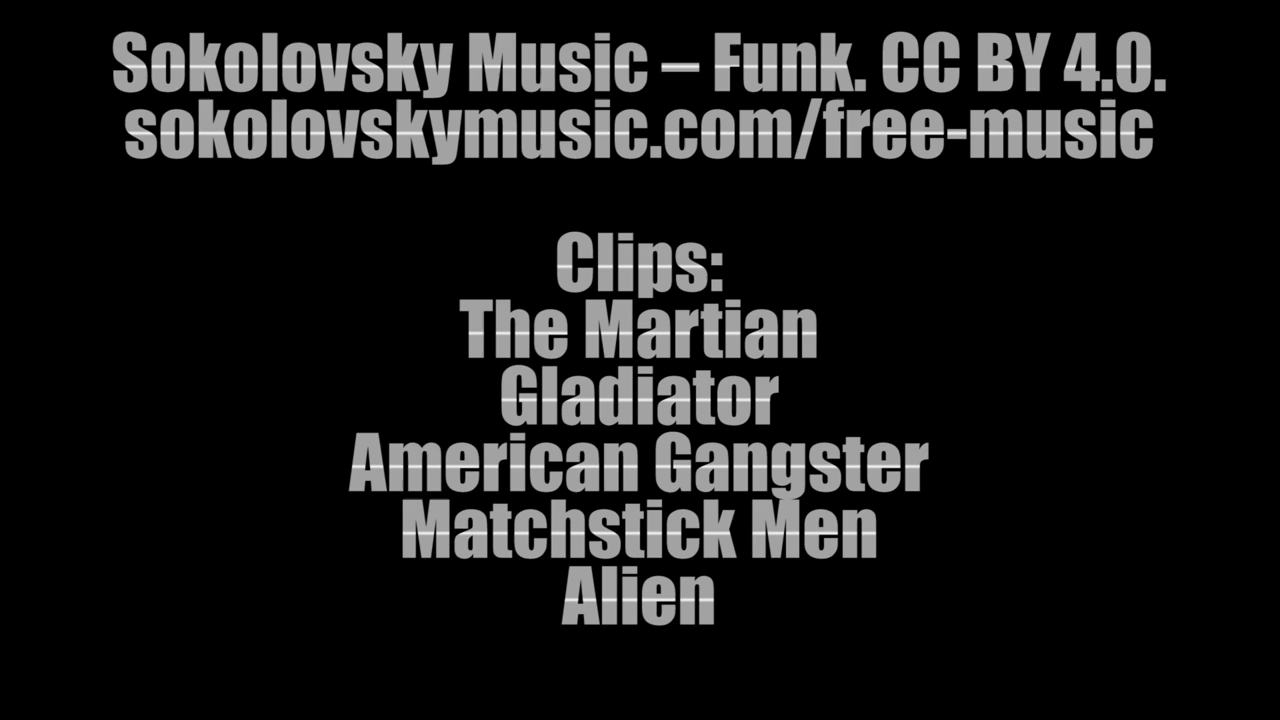 Sokolovsky Music – Funk. CC BY 4.0.
sokolovskymusic.com/free-music
Clips:
The Martian
Gladiator
American Gangster
Matchstick Men
Alien